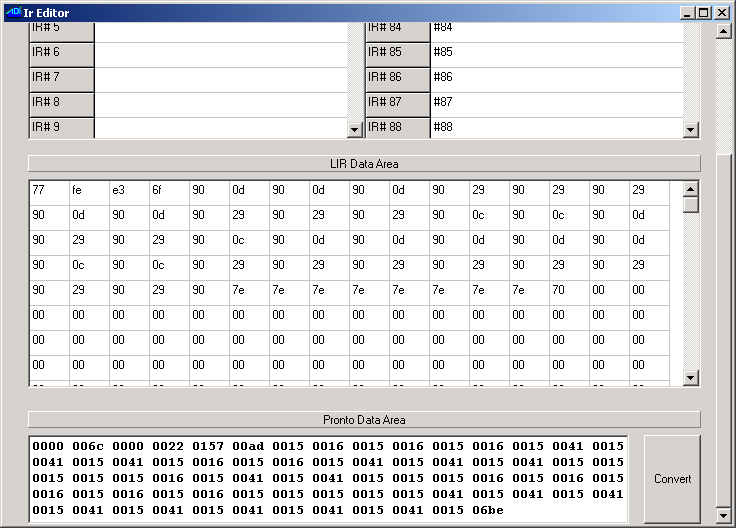 Ir Editor
IR# 5
IR# 84 #84
IR# 6
IR# 85 #85
IR# 7
IR# 86 #86
IR# 8
IR# 87 #87
IR# 9
IR# 88 #88
LIR Data Area
77 fe e3 6f 90 0d 90 0d 90 0d 90 29 90 29 90 29
90 0d 90 0d 90 29 90 29 90 29 90 0c 90 0c 90 0d
90 29 90 29 90 0c 90 0d 90 0d 90 0d 90 0d 90 0d
90 0c 90 0c 90 29 90 29 90 29 90 29 90 29 90 29
90 29 90 29 90 7e 7e 7e 7e 7e 7e 7e 7e 70 00 00
00 00 00 00 00 00 00 00 00 00 00 00 00 00 00 00
00 00 00 00 00 00 00 00 00 00 00 00 00 00 00 00
00 00 00 00 00 00 00 00 00 00 00 00 00 00 00 00
Pronto Data Area
0000 006c 0000 0022 0157 00ad 0015 0016 0015 0016 0015 0016 0015 0041 0015
0041 0015 0041 0015 0016 0015 0016 0015 0041 0015 0041 0015 0041 0015 0015
0015 0015 0015 0016 0015 0041 0015 0041 0015 0015 0015 0016 0015 0016 0015
0016 0015 0016 0015 0016 0015 0015 0015 0015 0015 0041 0015 0041 0015 0041
0015 0041 0015 0041 0015 0041 0015 0041 0015 0041 0015 06be
Convert